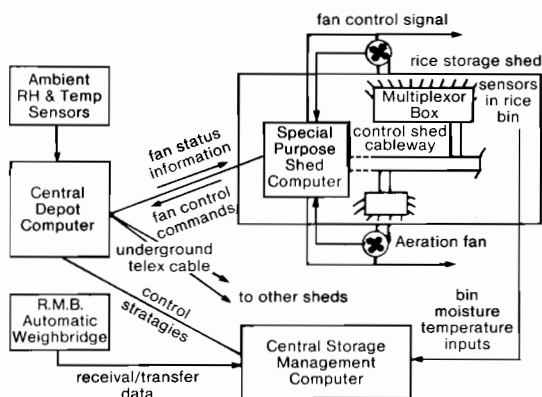 fan control signal
rice storage shed
Ambient
RH & Temp
Sensors
Multiplexor
Box
sensors
in rice
bin
control shed
cableway
Special
Purpose
Shed
Computer
fan status
information
fan control
commands
Central
Depot
Computer
underground
telex cable
Aeration fan
to other sheds
control
stratagies
R.M.B.
Automatic
Weighbridge
receival/transfer
data
Central Storage
Management
Computer
bin
moisture
temperature
inputs